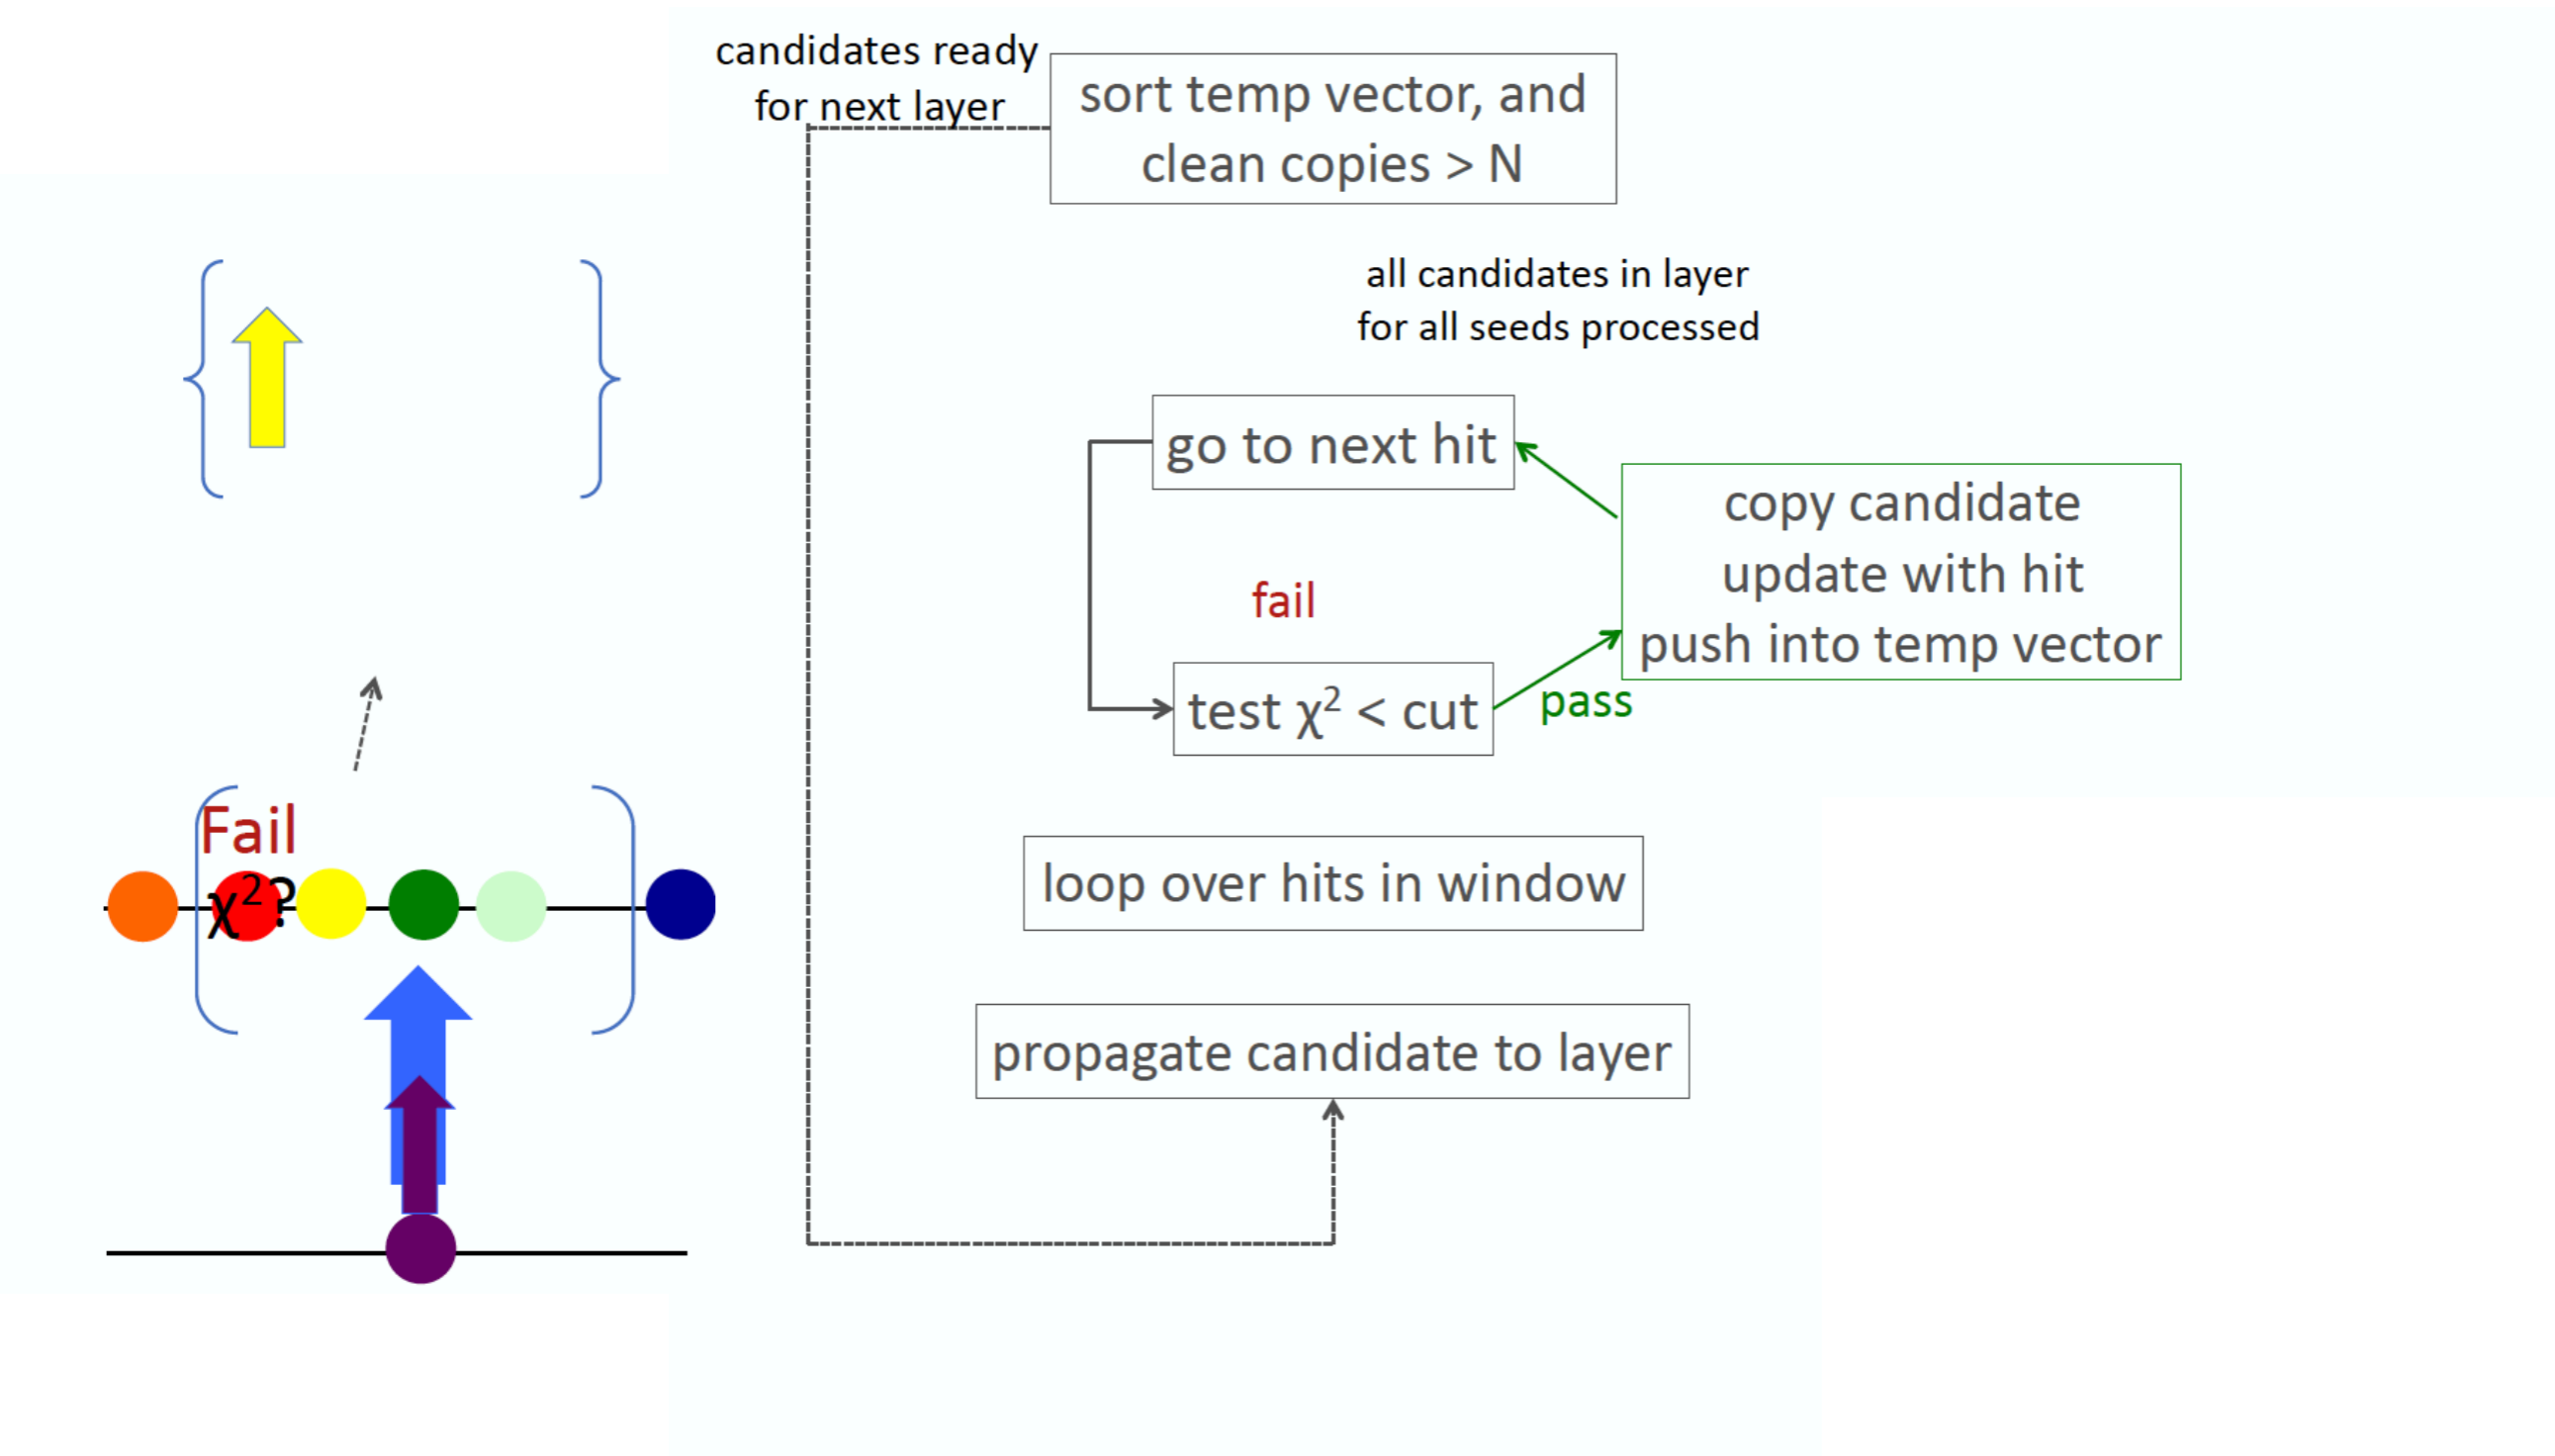 candidates ready
for next layer
sort temp vector, and
clean copies > N
all candidates in layer
for all seeds processed
go to next hit
copy candidate
update with hit
push into temp vector
fail
test χ² < cut
pass
Fail
χ²?
loop over hits in window
propagate candidate to layer